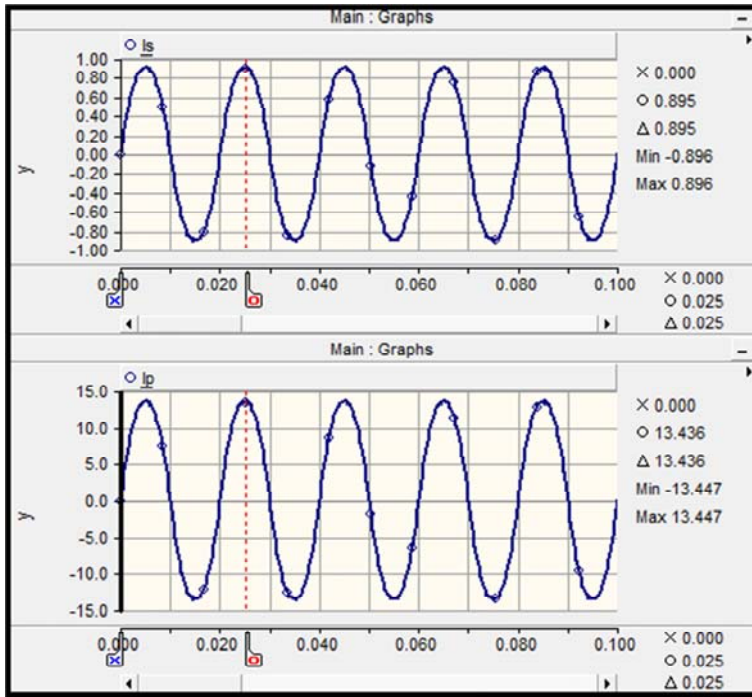 Main : Graphs
Is
y
1.00
0.80
0.60
0.40
0.20
0.00
-0.20
-0.40
-0.60
-0.80
-1.00
× 0.000
O 0.895
Δ 0.895
Min -0.896
Max 0.896
0.000 0.020 0.040 0.060 0.080 0.100
× 0.000
O 0.025
Δ 0.025
Main : Graphs
Ip
y
15.0
10.0
5.0
0.0
-5.0
-10.0
-15.0
× 0.000
O 13.436
Δ 13.436
Min -13.447
Max 13.447
0.000 0.020 0.040 0.060 0.080 0.100
× 0.000
O 0.025
Δ 0.025